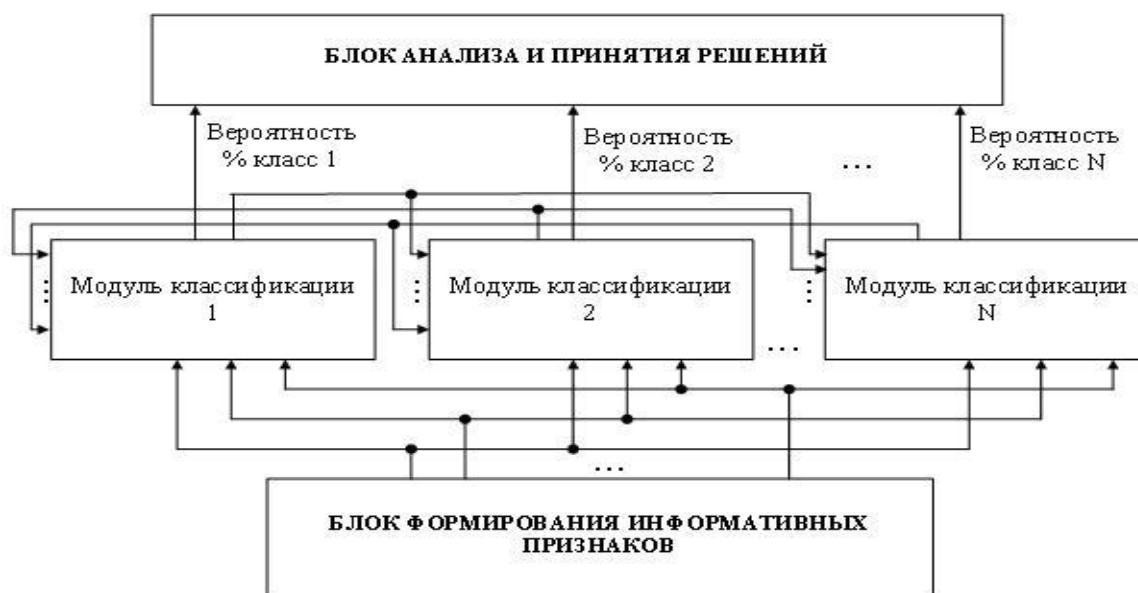 БЛОК АНАЛИЗА И ПРИНЯТИЯ РЕШЕНИЙ
Вероятность
% класс 1
Вероятность
% класс 2
...
Вероятность
% класс N
Модуль классификации
1
...
Модуль классификации
2
...
...
Модуль классификации
N
...
...
БЛОК ФОРМИРОВАНИЯ ИНФОРМАТИВНЫХ
ПРИЗНАКОВ